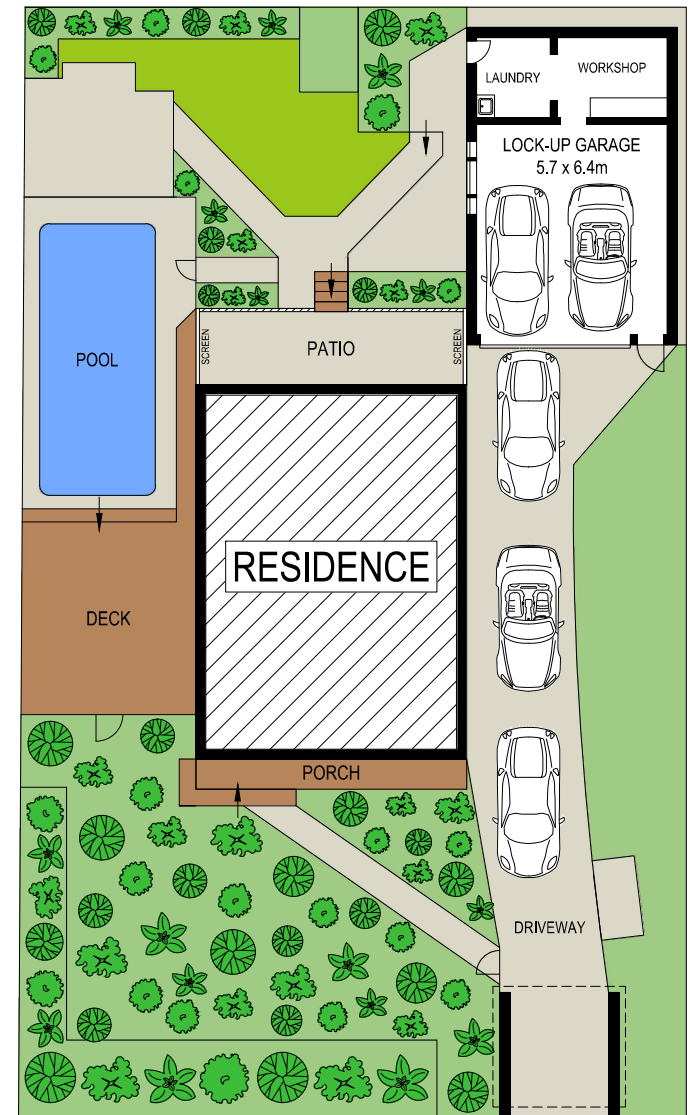 LAUNDRY
WORKSHOP
LOCK-UP GARAGE
5.7 x 6.4m
SCREEN
PATIO
SCREEN
POOL
RESIDENCE
DECK
PORCH
DRIVEWAY